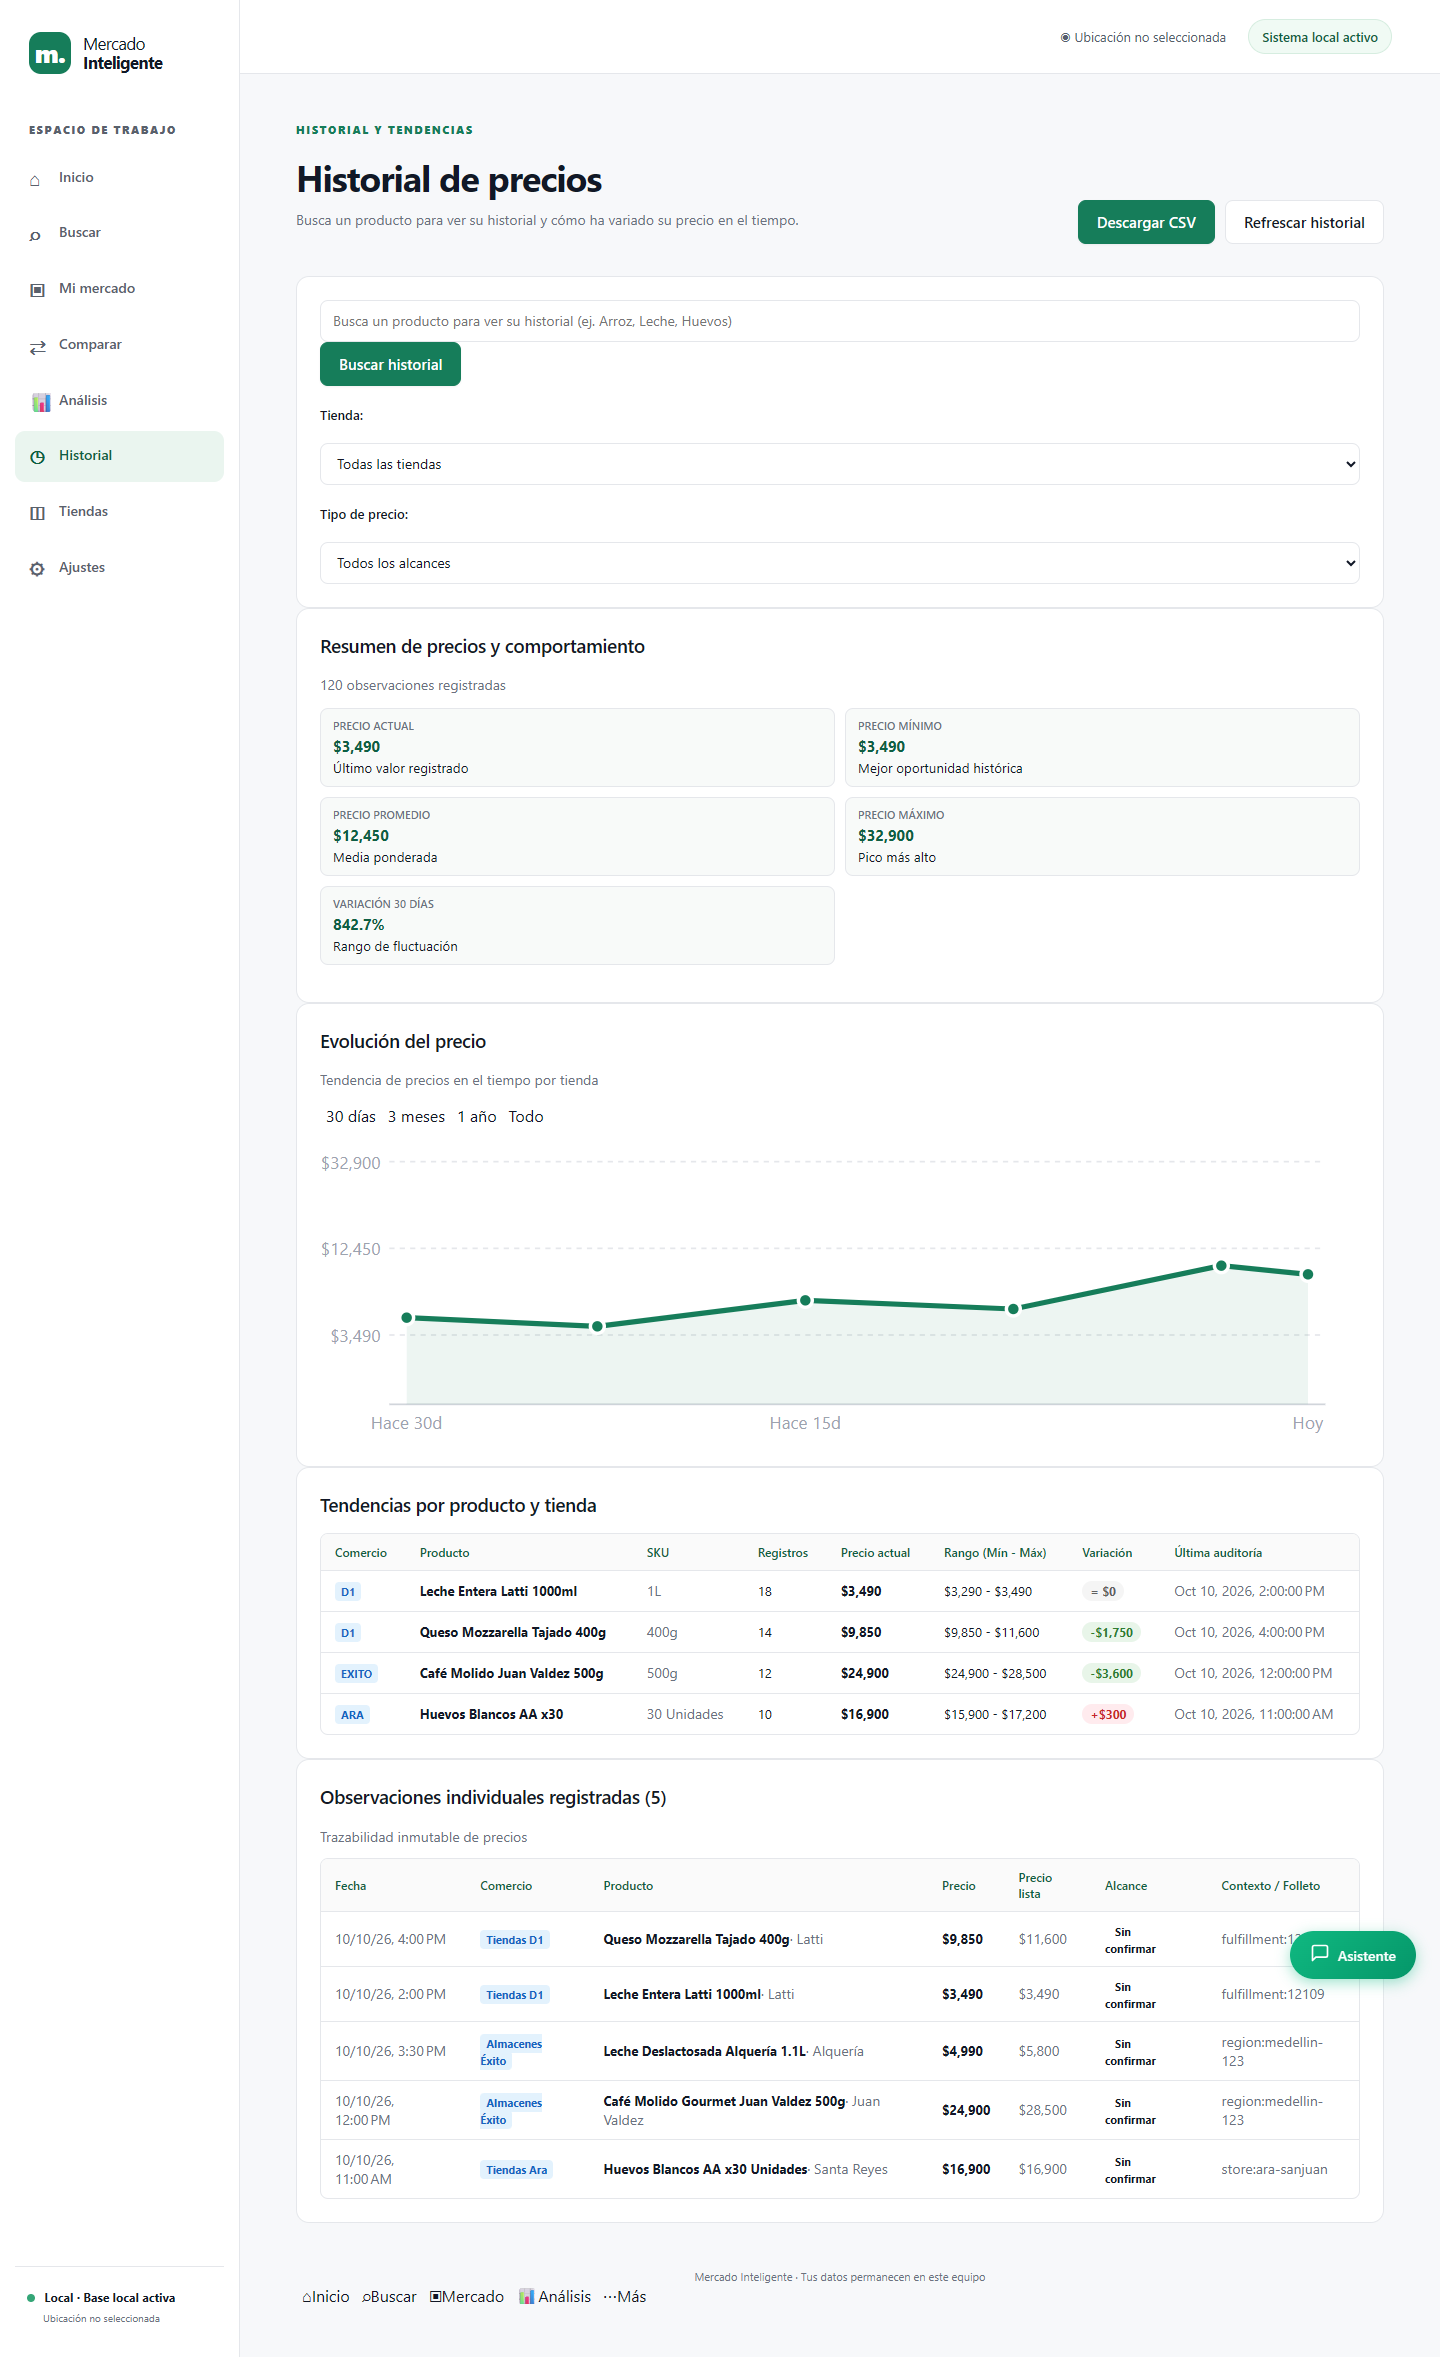 m.
Mercado
Inteligente
ESPACIO DE TRABAJO
Inicio
Buscar
Mi mercado
Comparar
Análisis
Historial
Tiendas
Ajustes
Local · Base local activa
Ubicación no seleccionada
Ubicación no seleccionada
Sistema local activo
HISTORIAL Y TENDENCIAS
Historial de precios
Busca un producto para ver su historial y cómo ha variado su precio en el tiempo.
Descargar CSV
Refrescar historial
Busca un producto para ver su historial (ej. Arroz, Leche, Huevos)
Buscar historial
Tienda:
Todas las tiendas
Tipo de precio:
Todos los alcances
Resumen de precios y comportamiento
120 observaciones registradas
PRECIO ACTUAL
$3,490
Último valor registrado
PRECIO MÍNIMO
$3,490
Mejor oportunidad histórica
PRECIO PROMEDIO
$12,450
Media ponderada
PRECIO MÁXIMO
$32,900
Pico más alto
VARIACIÓN 30 DÍAS
842.7%
Rango de fluctuación
Evolución del precio
Tendencia de precios en el tiempo por tienda
30 días 3 meses 1 año Todo
$32,900
$12,450
$3,490
Hace 30d Hace 15d Hoy
Tendencias por producto y tienda
Comercio Producto SKU Registros Precio actual Rango (Mín - Máx) Variación Última auditoría
D1 Leche Entera Latti 1000ml 1L 18 $3,490 $3,290 - $3,490 = $0 Oct 10, 2026, 2:00:00 PM
D1 Queso Mozzarella Tajado 400g 400g 14 $9,850 $9,850 - $11,600 -$1,750 Oct 10, 2026, 4:00:00 PM
EXITO Café Molido Juan Valdez 500g 500g 12 $24,900 $24,900 - $28,500 -$3,600 Oct 10, 2026, 12:00:00 PM
ARA Huevos Blancos AA x30 30 Unidades 10 $16,900 $15,900 - $17,200 +$300 Oct 10, 2026, 11:00:00 AM
Observaciones individuales registradas (5)
Trazabilidad inmutable de precios
Fecha Comercio Producto Precio Precio lista Alcance Contexto / Folleto
10/10/26, 4:00 PM Tiendas D1 Queso Mozzarella Tajado 400g · Latti $9,850 $11,600 Sin confirmar fulfillment:12
10/10/26, 2:00 PM Tiendas D1 Leche Entera Latti 1000ml · Latti $3,490 $3,490 Sin confirmar fulfillment:12109
10/10/26, 3:30 PM Almacenes Éxito Leche Deslactosada Alquería 1.1L · Alquería $4,990 $5,800 Sin confirmar region:medellin-123
10/10/26, 12:00 PM Almacenes Éxito Café Molido Gourmet Juan Valdez 500g · Juan Valdez $24,900 $28,500 Sin confirmar region:medellin-123
10/10/26, 11:00 AM Tiendas Ara Huevos Blancos AA x30 Unidades · Santa Reyes $16,900 $16,900 Sin confirmar store:ara-sanjuan
Asistente
Mercado Inteligente · Tus datos permanecen en este equipo
Inicio Buscar Mercado Análisis ···Más